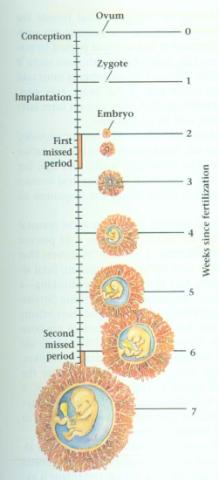 Ovum
Conception
0
Zygote
1
Implantation
Embryo
2
First
missed
period
3
4
5
Second
missed
period
6
7
Weeks since fertilization